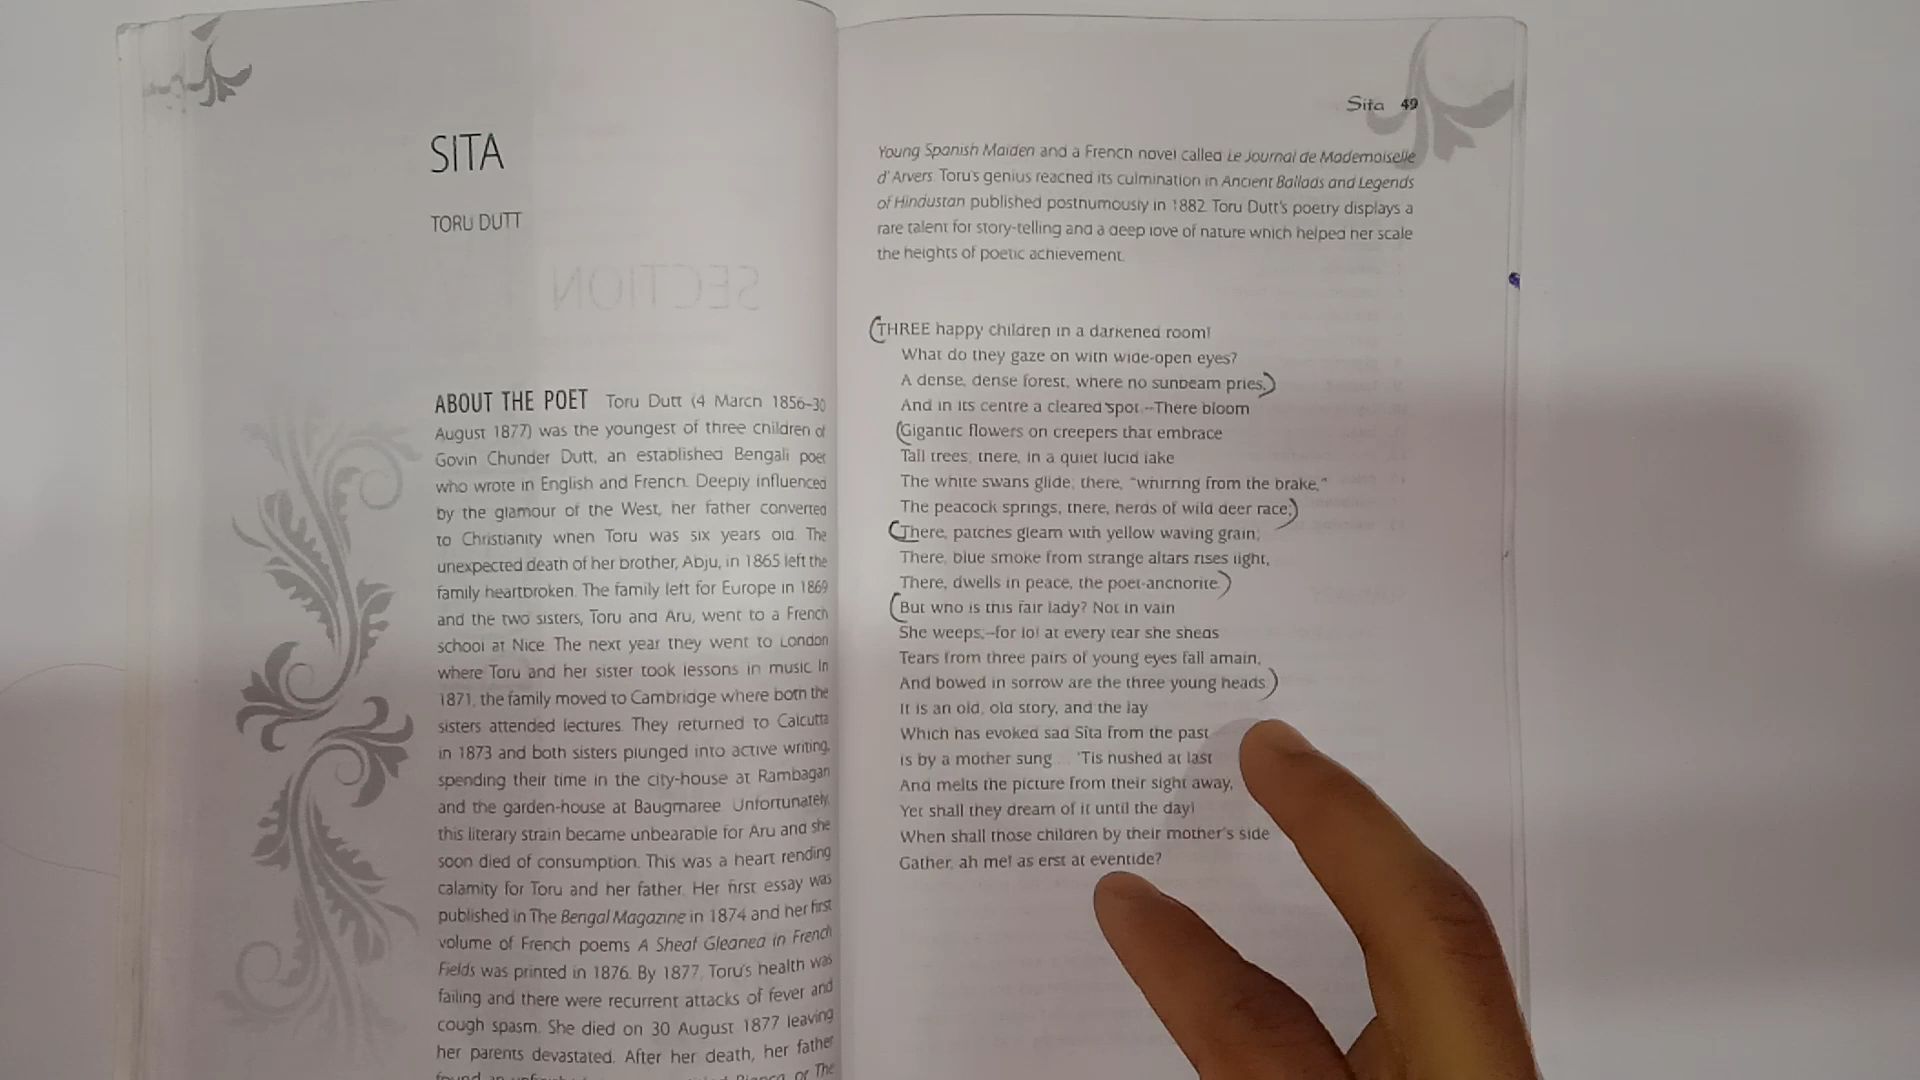 SITA
TORU DUTT
ABOUT THE POET Toru Dutt (4 March 1856–30
August 1877) was the youngest of three children of
Govin Chunder Dutt, an established Bengali poet
who wrote in English and French. Deeply influenced
by the glamour of the West, her father converted
to Christianity when Toru was six years old. The
unexpected death of her brother, Abju, in 1865 left the
family heartbroken. The family left for Europe in 1869
and the two sisters, Toru and Aru, went to a French
school at Nice. The next year they went to London
where Toru and her sister took lessons in music. In
1871, the family moved to Cambridge where both the
sisters attended lectures. They returned to Calcutta
in 1873 and both sisters plunged into active writing,
spending their time in the city-house at Rambagan
and the garden-house at Baugmaree. Unfortunately,
this literary strain became unbearable for Aru and she
soon died of consumption. This was a heart rending
calamity for Toru and her father. Her first essay was
published in The Bengal Magazine in 1874 and her first
volume of French poems A Sheaf Gleaned in French
Fields was printed in 1876. By 1877, Toru's health was
failing and there were recurrent attacks of fever and
cough spasm. She died on 30 August 1877 leaving
her parents devastated. After her death, her father
found an Bianca, or The
Sita 49
Young Spanish Maiden and a French novel called Le Journal de Mademoiselle
d'Arvers. Toru's genius reached its culmination in Ancient Ballads and Legends
of Hindustan published posthumously in 1882. Toru Dutt's poetry displays a
rare talent for story-telling and a deep love of nature which helped her scale
the heights of poetic achievement.
THREE happy children in a darkened room!
What do they gaze on with wide-open eyes?
A dense, dense forest, where no sunbeam pries,
And in its centre a cleared spot.–There bloom
Gigantic flowers on creepers that embrace
Tall trees; there, in a quiet lucid lake
The white swans glide; there, "whirring from the brake,"
The peacock springs, there, herds of wild deer race;
There, patches gleam with yellow waving grain;
There, blue smoke from strange altars rises light,
There, dwells in peace, the poet-anchorite.
But who is this fair lady? Not in vain
She weeps,–for lo! at every tear she sheds
Tears from three pairs of young eyes fall amain,
And bowed in sorrow are the three young heads
It is an old, old story, and the lay
Which has evoked sad Sîta from the past
is by a mother sung.... 'Tis hushed at last
And melts the picture from their sight away,
Yet shall they dream of it until the day!
When shall those children by their mother's side
Gather, ah me! as erst at eventide?